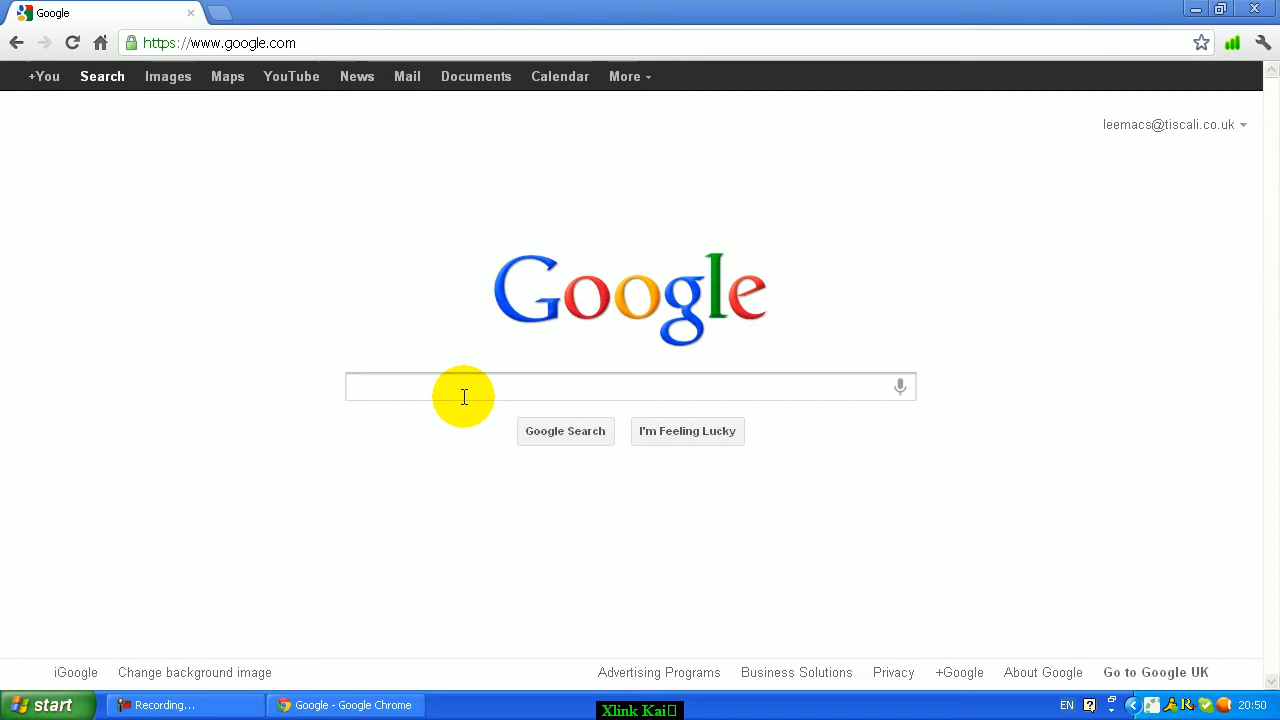 Google
https://www.google.com
+You Search Images Maps YouTube News Mail Documents Calendar More
leemacs@tiscali.co.uk
Google
Google Search I'm Feeling Lucky
iGoogle Change background image Advertising Programs Business Solutions Privacy +Google About Google Go to Google UK
start Recording... Google - Google Chrome Xlink Kai EN 20:50